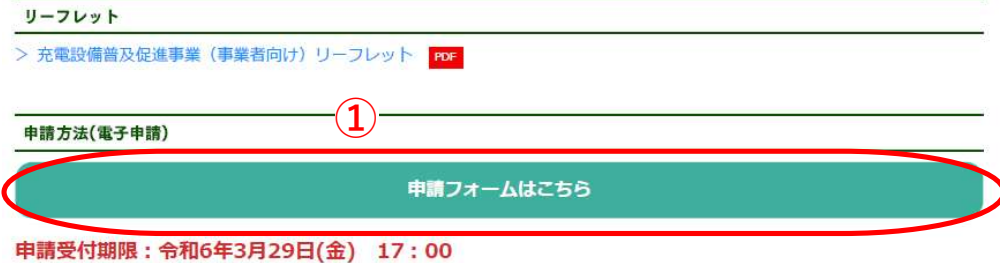 リーフレット
＞ 充電設備普及促進事業（事業者向け）リーフレット PDF
①
申請方法(電子申請)
申請フォームはこちら
申請受付期限：令和6年3月29日(金) 17：00